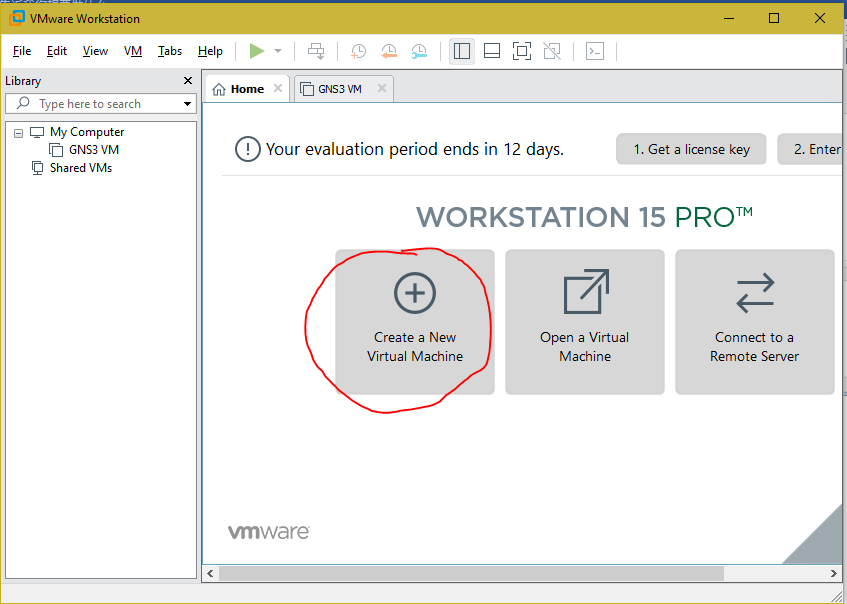 VMware Workstation
File Edit View VM Tabs Help
Library
Type here to search
My Computer
GNS3 VM
Shared VMs
Home
GNS3 VM
Your evaluation period ends in 12 days.
1. Get a license key
2. Enter
WORKSTATION 15 PRO™
Create a New
Virtual Machine
Open a Virtual
Machine
Connect to a
Remote Server
vmware